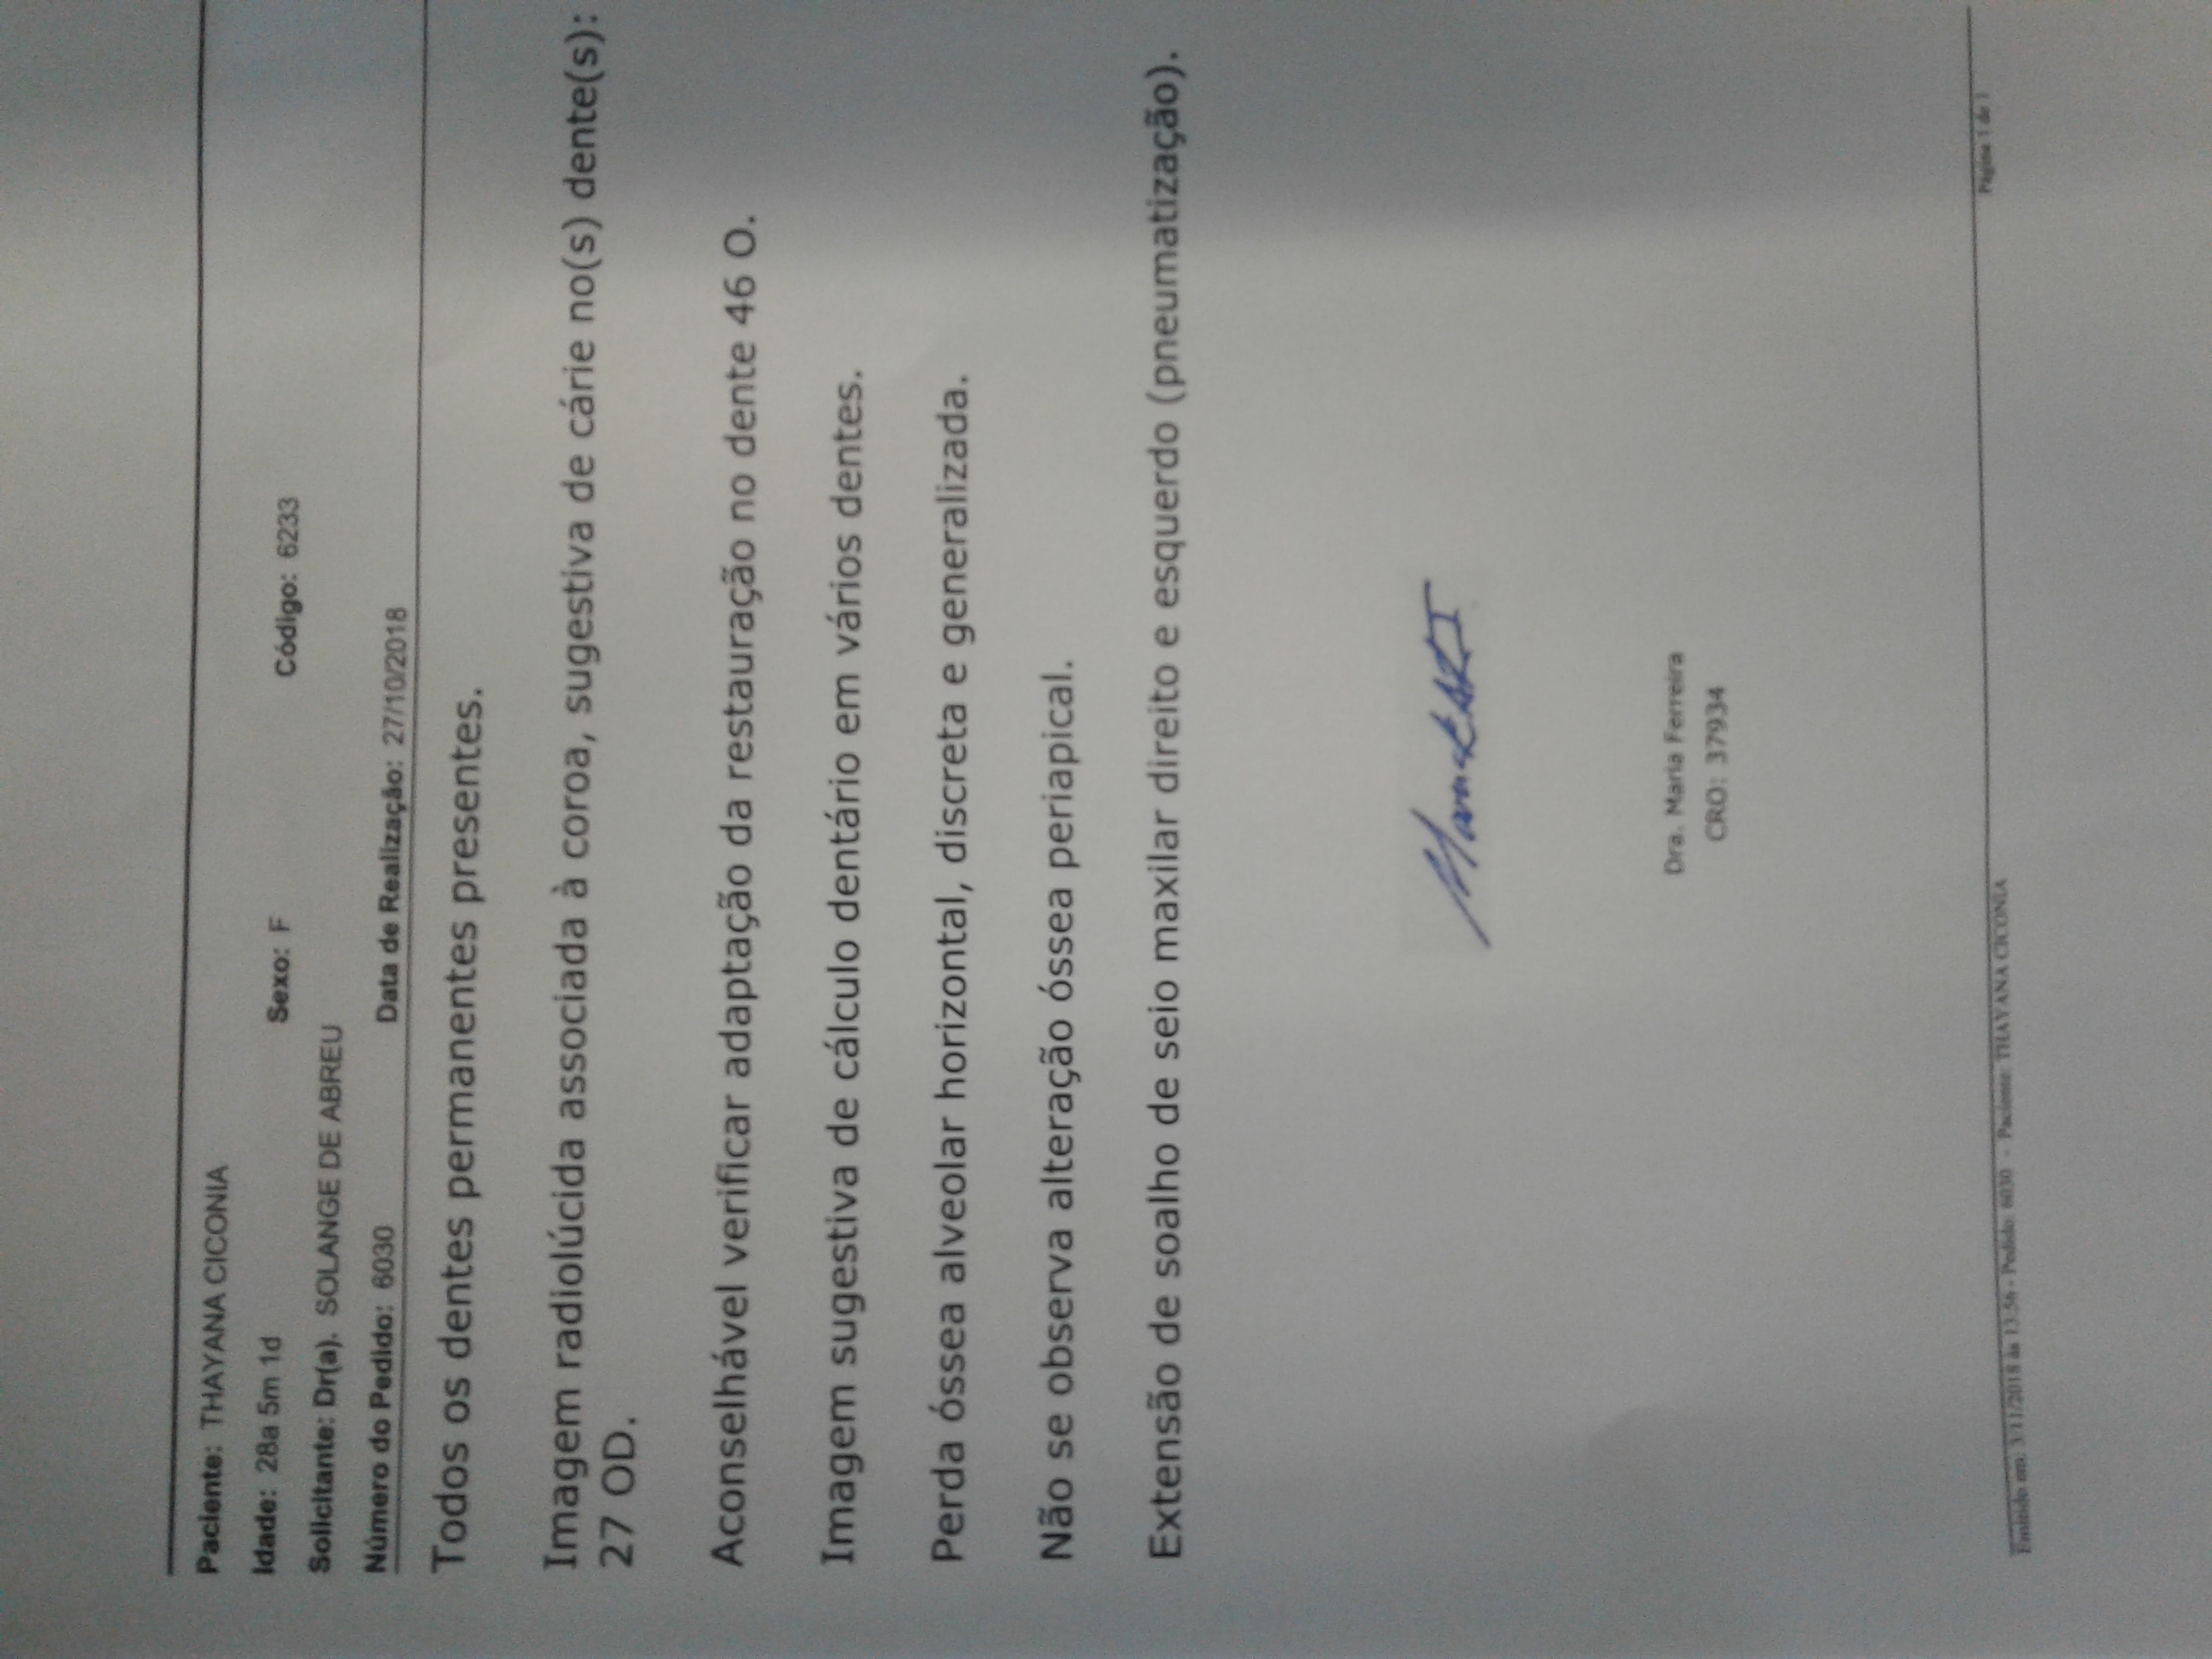 Paciente: THAYANA CICONIA
Idade: 28a 5m 1d Sexo: F Código: 6233
Solicitante: Dr(a). SOLANGE DE ABREU
Número do Pedido: 6030 Data de Realização: 27/10/2018
Todos os dentes permanentes presentes.
Imagem radiolúcida associada à coroa, sugestiva de cárie no(s) dente(s):
27 OD.
Aconselhável verificar adaptação da restauração no dente 46 O.
Imagem sugestiva de cálculo dentário em vários dentes.
Perda óssea alveolar horizontal, discreta e generalizada.
Não se observa alteração óssea periapical.
Extensão de soalho de seio maxilar direito e esquerdo (pneumatização).
Dra. Maria Ferreira
CRO: 37934
Emitido em: 3/11/2018 às 13:56 - Pedido: 6030 - Paciente: THAYANA CICONIA Página 1 de 1